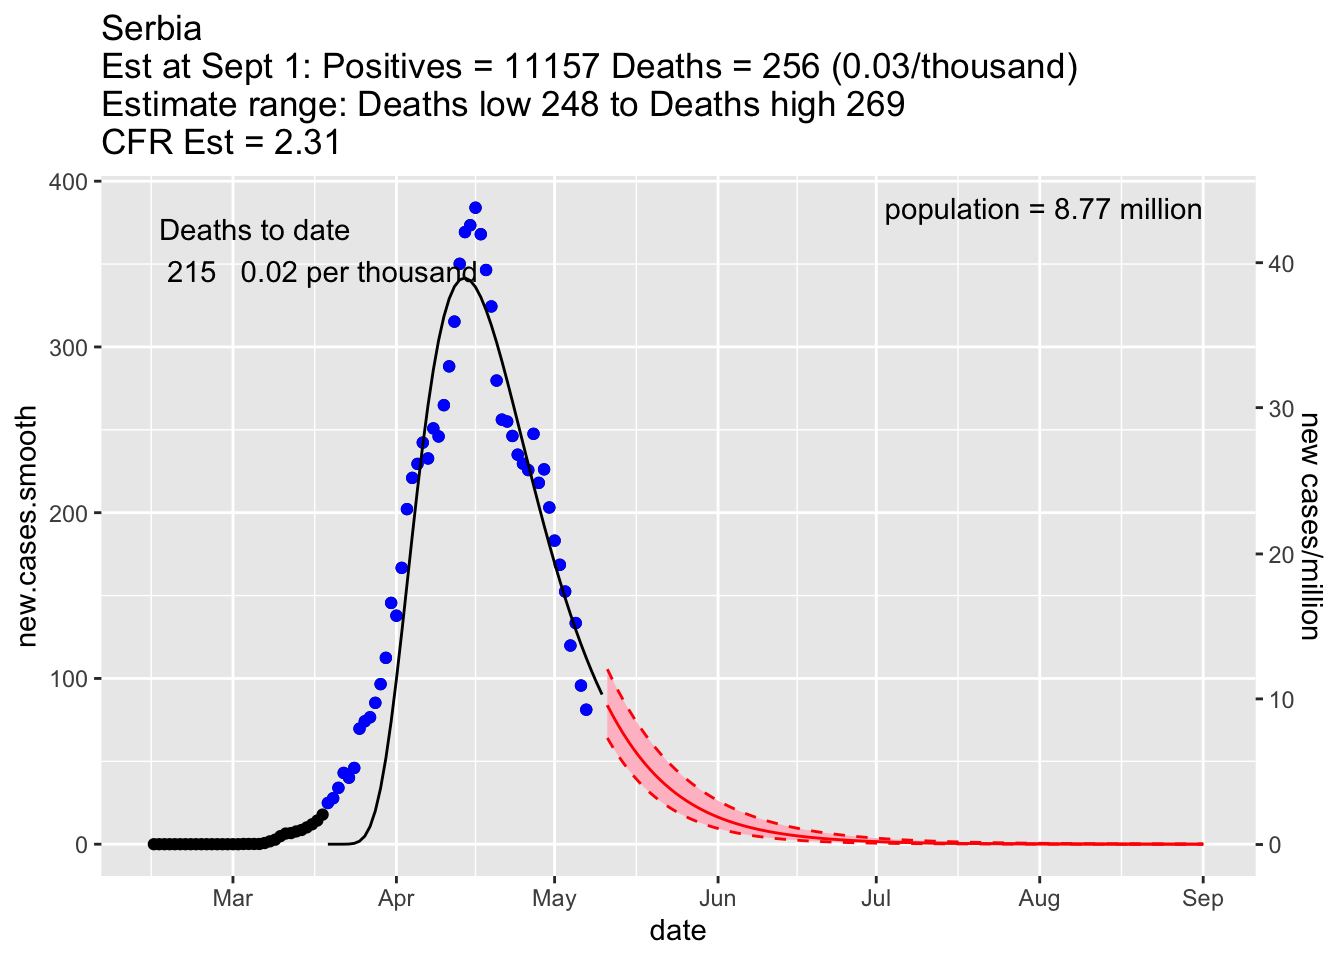 Serbia
Est at Sept 1: Positives = 11157 Deaths = 256 (0.03/thousand)
Estimate range: Deaths low 248 to Deaths high 269
CFR Est = 2.31
population = 8.77 million
Deaths to date
215   0.02 per thousand
new.cases.smooth
400
300
200
100
0
new cases/million
40
30
20
10
0
Mar Apr May Jun Jul Aug Sep
date